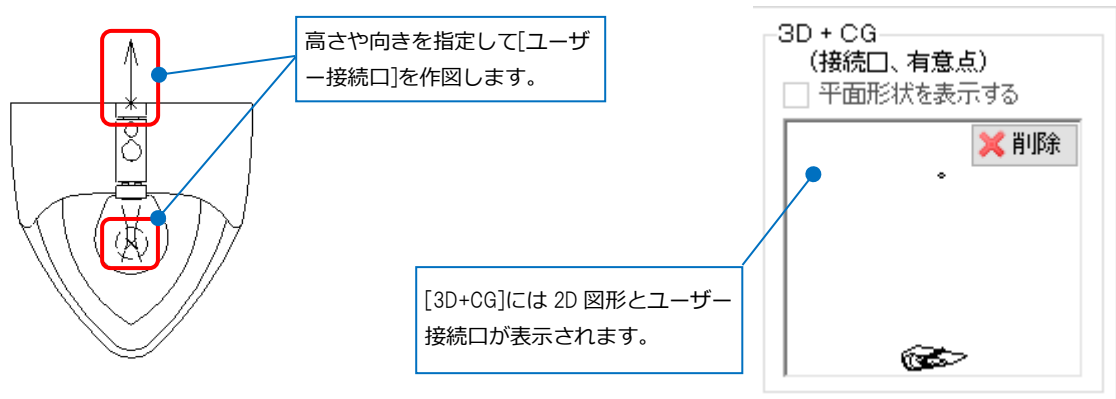 高さや向きを指定して[ユーザ
ー接続口]を作図します。
3D + CG
(接続口、有意点)
平面形状を表示する
削除
[3D+CG]には 2D 図形とユーザー
接続口が表示されます。